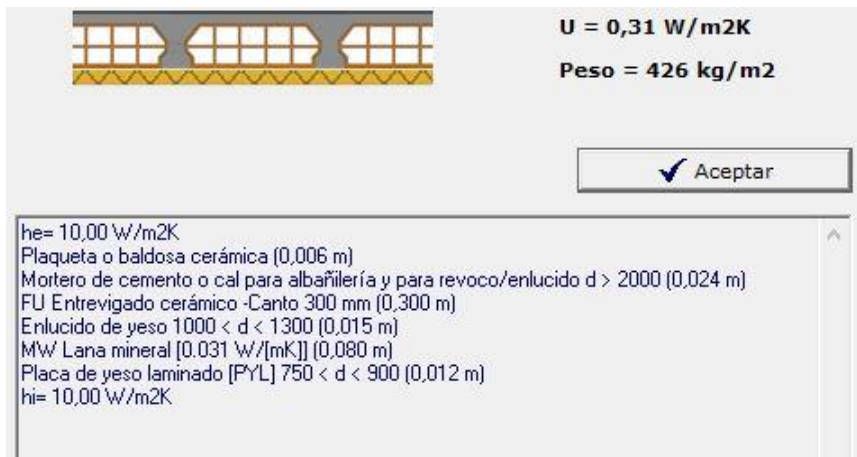 U = 0,31 W/m2K
Peso = 426 kg/m2
Aceptar
he= 10,00 W/m2K
Plaqueta o baldosa cerámica (0,006 m)
Mortero de cemento o cal para albañilería y para revoco/enlucido d > 2000 (0,024 m)
FU Entrevigado cerámico -Canto 300 mm (0,300 m)
Enlucido de yeso 1000 < d < 1300 (0,015 m)
MW Lana mineral [0.031 W/[mK]] (0,080 m)
Placa de yeso laminado [PYL] 750 < d < 900 (0,012 m)
hi= 10,00 W/m2K